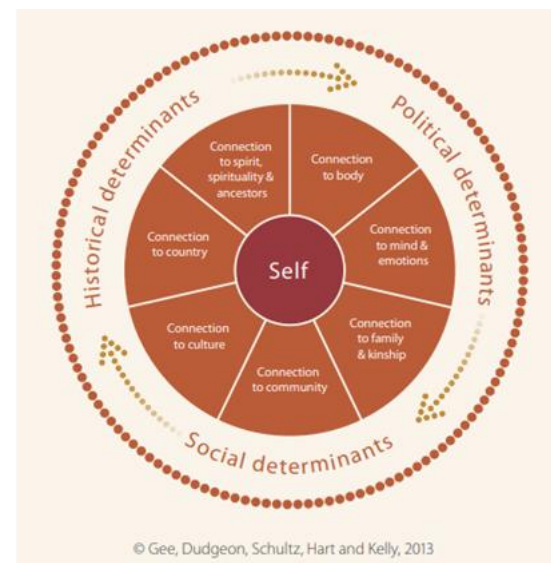 Historical determinants
Political determinants
Social determinants
Connection
to spirit,
spirituality &
ancestors
Connection
to body
Connection
to mind &
emotions
Connection
to family
& kinship
Connection
to community
Connection
to culture
Connection
to country
Self
© Gee, Dudgeon, Schultz, Hart and Kelly, 2013